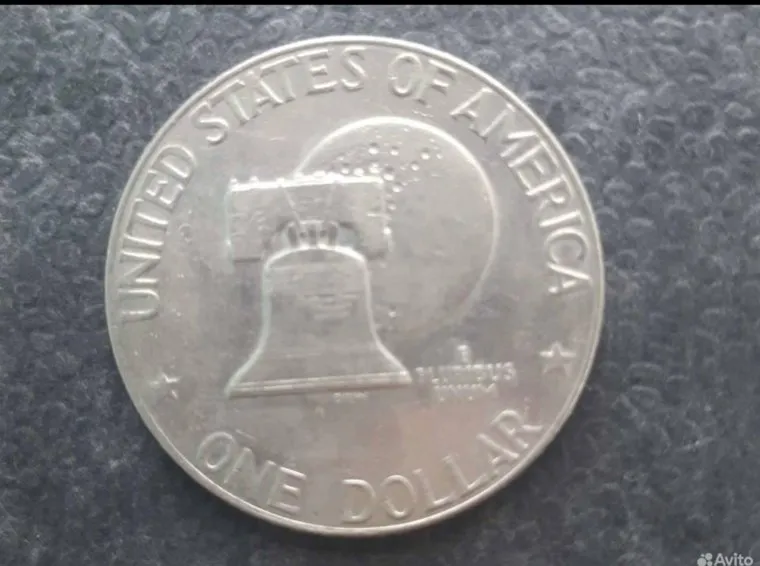 UNITED STATES OF AMERICA
E
PLURIBUS
UNUM
ONE DOLLAR
Avito